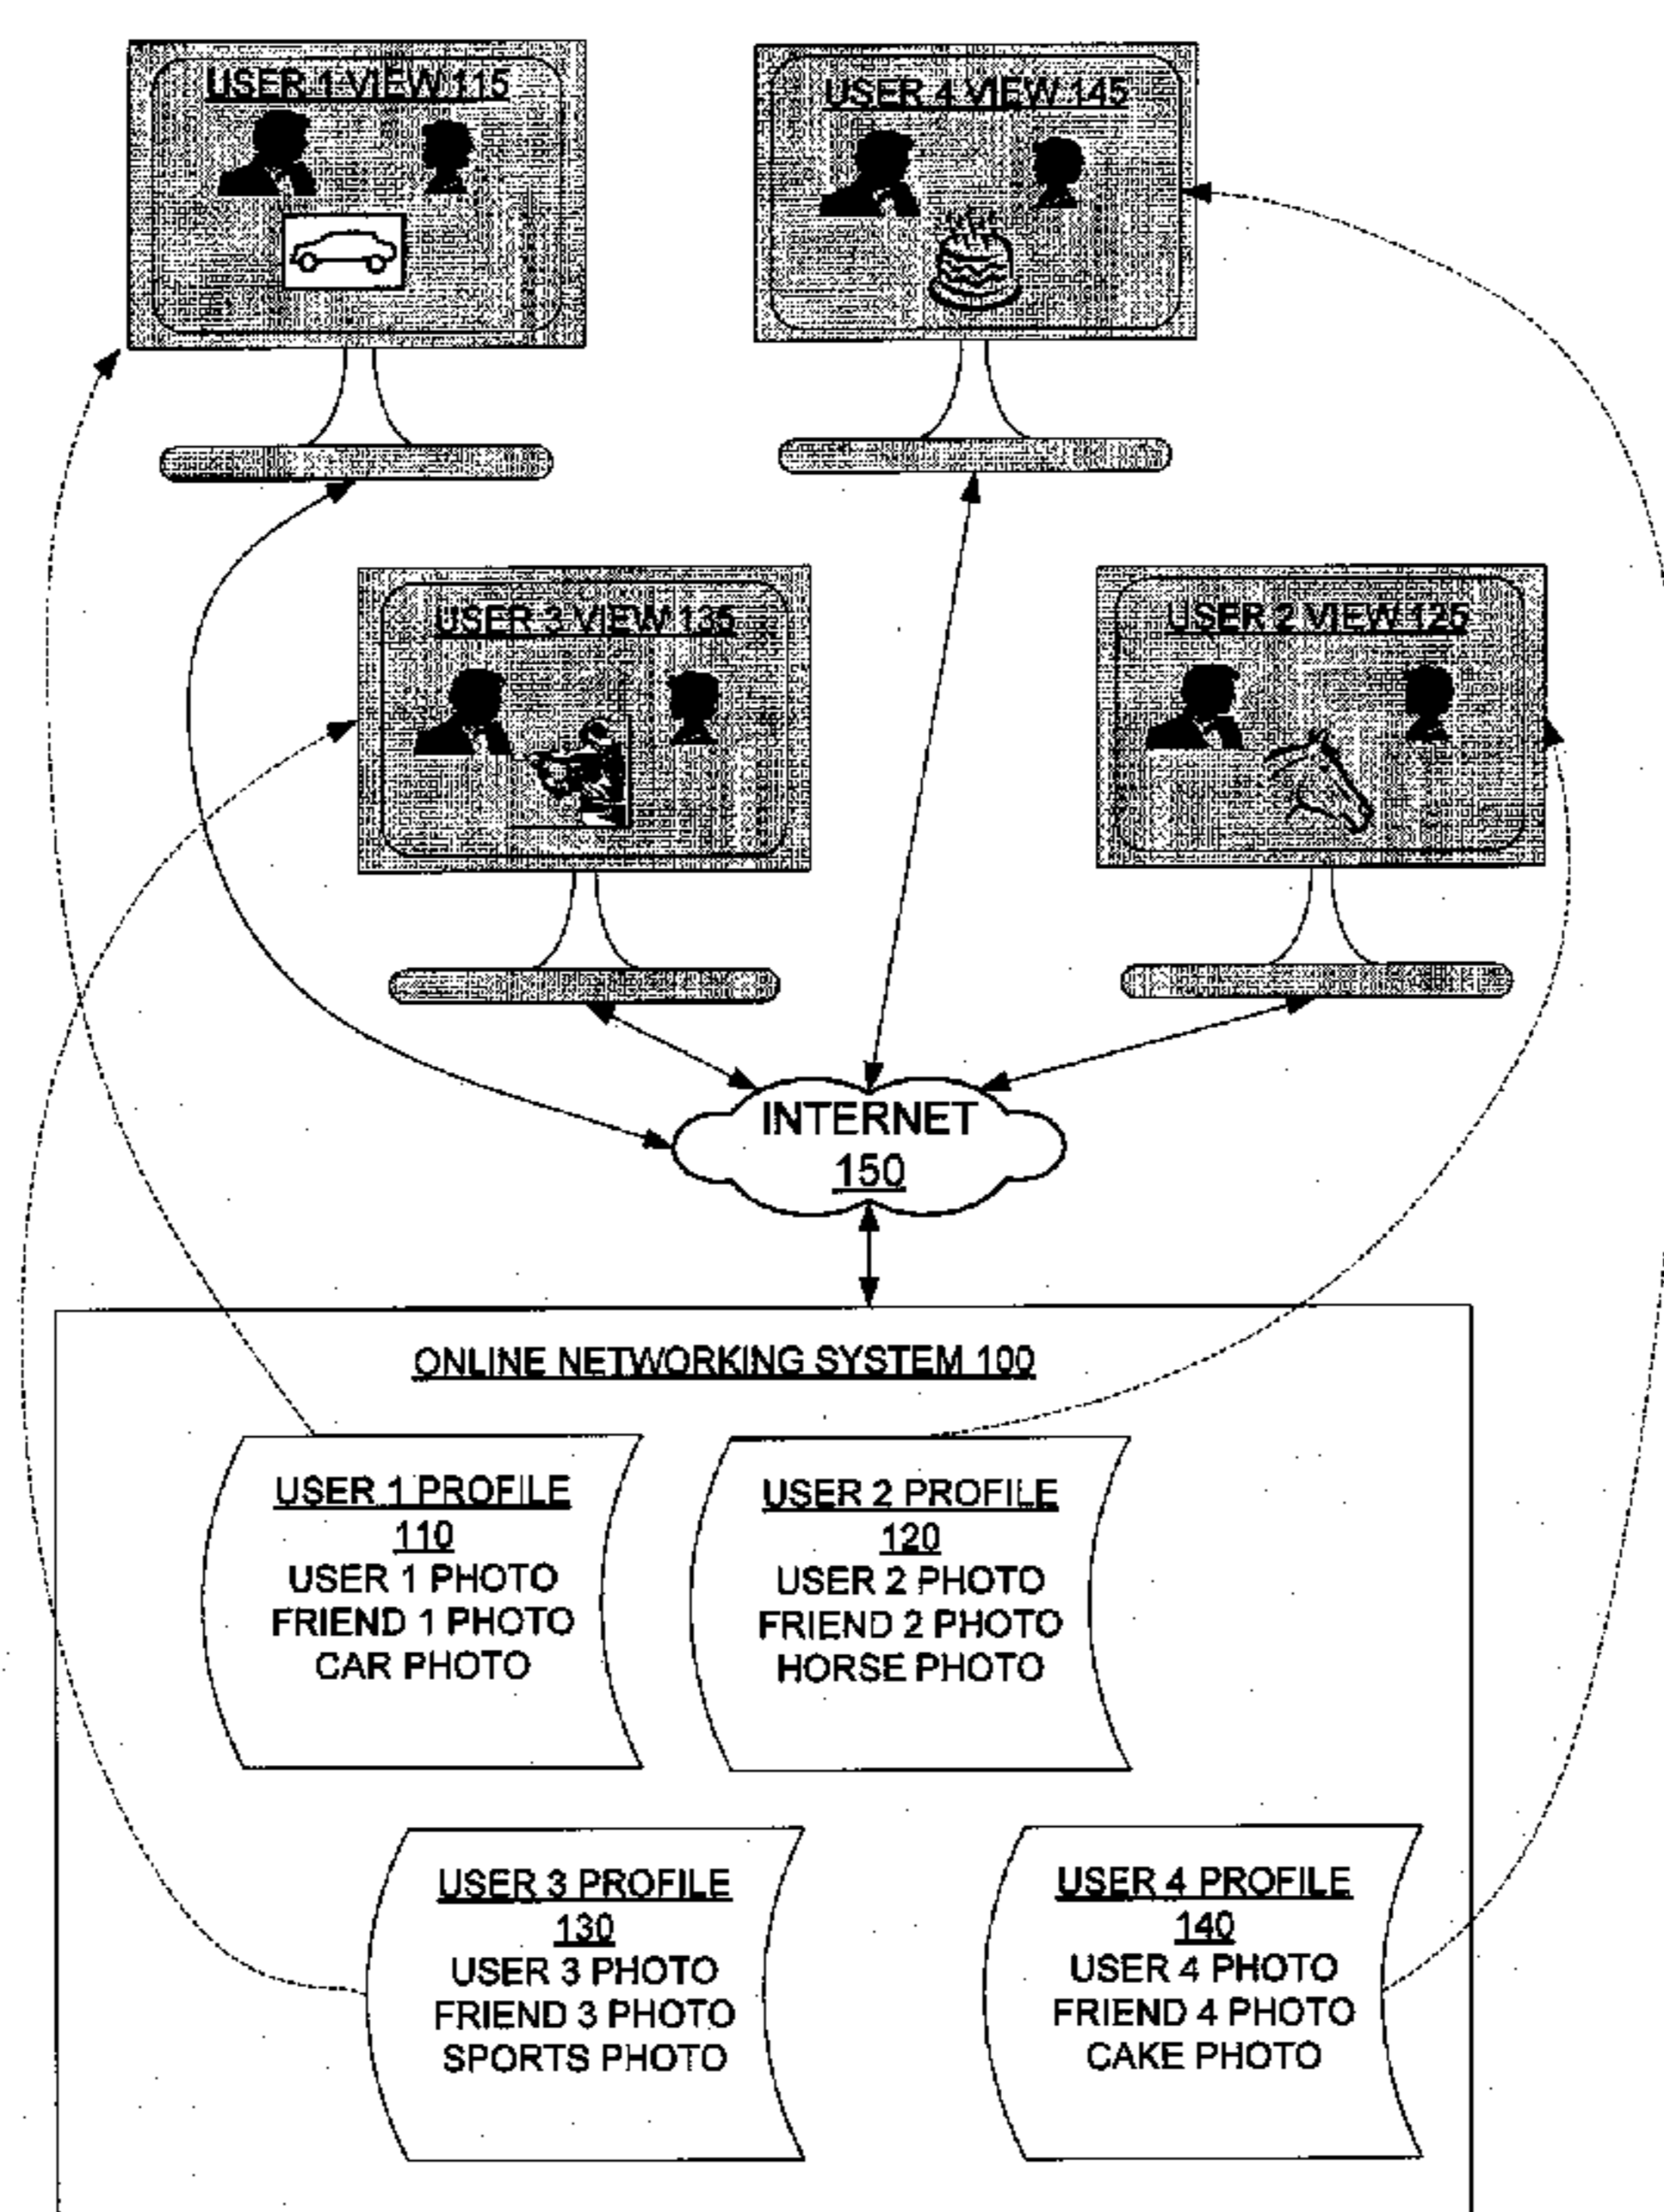 USER 1 VIEW 115
USER 4 VIEW 145
USER 3 VIEW 135
USER 2 VIEW 125
INTERNET
150
ONLINE NETWORKING SYSTEM 100
USER 1 PROFILE
110
USER 1 PHOTO
FRIEND 1 PHOTO
CAR PHOTO
USER 2 PROFILE
120
USER 2 PHOTO
FRIEND 2 PHOTO
HORSE PHOTO
USER 3 PROFILE
130
USER 3 PHOTO
FRIEND 3 PHOTO
SPORTS PHOTO
USER 4 PROFILE
140
USER 4 PHOTO
FRIEND 4 PHOTO
CAKE PHOTO